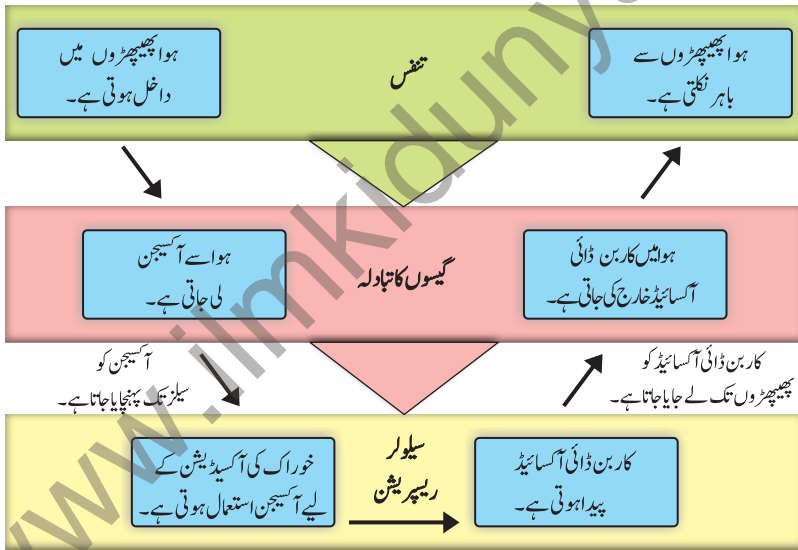 ہوا پھیپھڑوں میں
داخل ہوتی ہے۔
تنفس
ہوا پھیپھڑوں سے
باہر نکلتی ہے۔
ہوا سے آکسیجن
لی جاتی ہے۔
گیسوں کا تبادلہ
ہوا میں کاربن ڈائی
آکسائیڈ خارج کی جاتی ہے۔
آکسیجن کو
سیلز تک پہنچایا جاتا ہے۔
کاربن ڈائی آکسائیڈ کو
پھیپھڑوں تک لے جایا جاتا ہے۔
خوراک کی آکسیڈیشن کے
لیے آکسیجن استعمال ہوتی ہے۔
سیلولر
ریسپریشن
کاربن ڈائی آکسائیڈ
پیدا ہوتی ہے۔
www.ilmkidunya